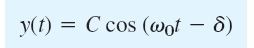 y(t) = C cos (ω₀t − δ)